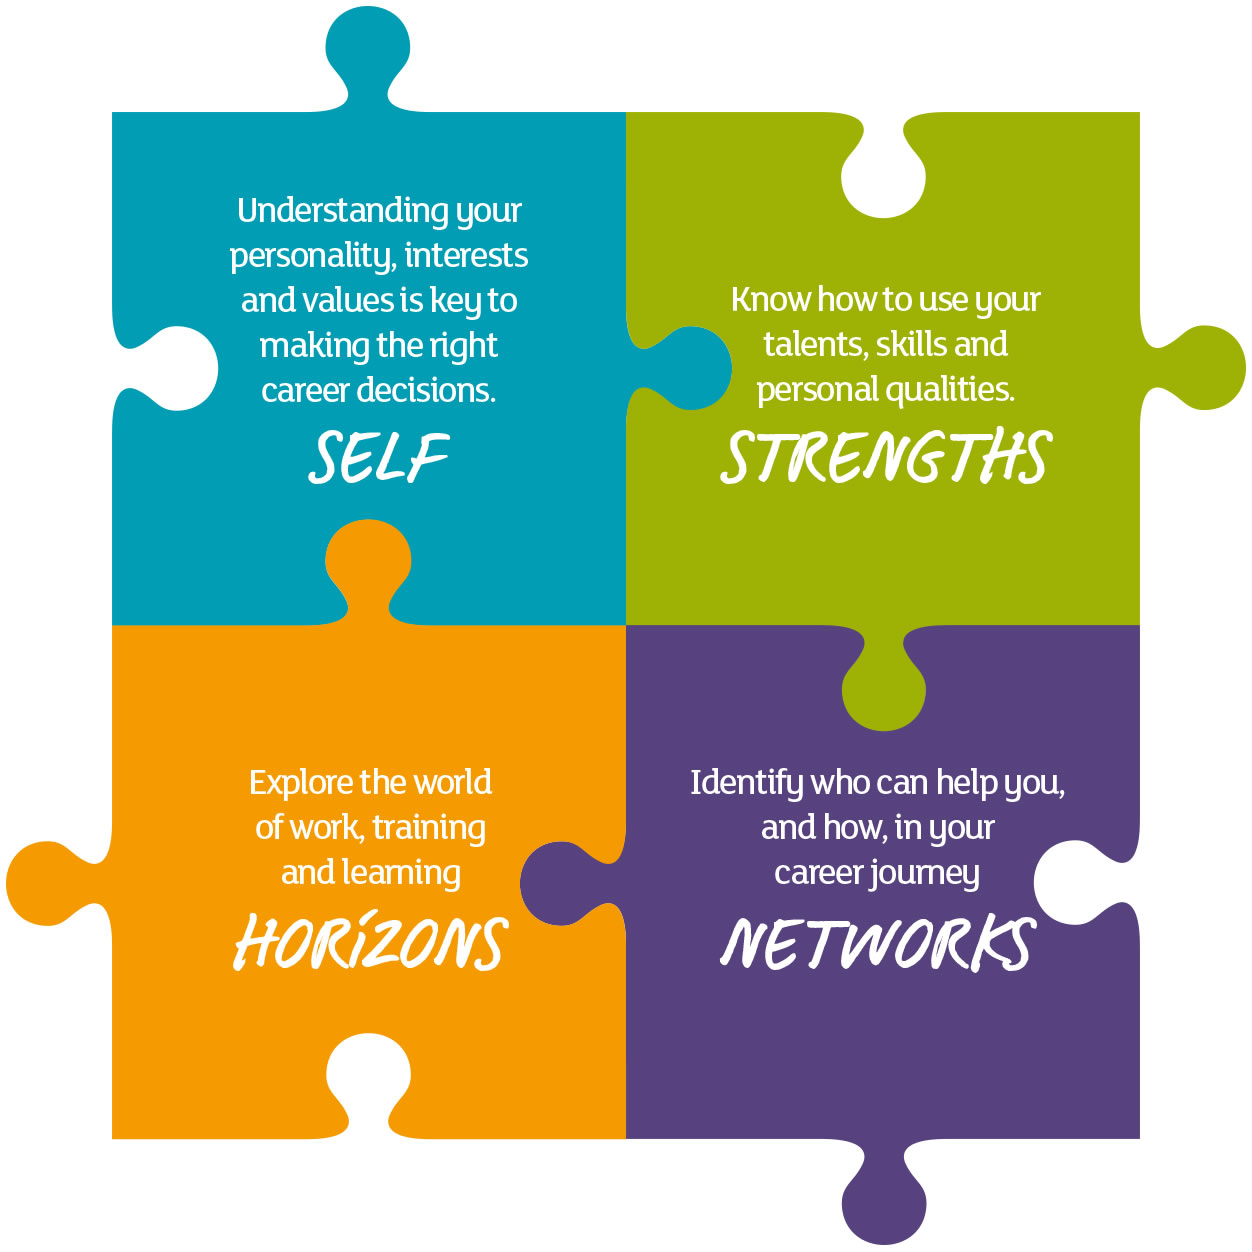 Understanding your
personality, interests
and values is key to
making the right
career decisions.
SELF
Know how to use your
talents, skills and
personal qualities.
STRENGTHS
Explore the world
of work, training
and learning
HORIZONS
Identify who can help you,
and how, in your
career journey
NETWORKS